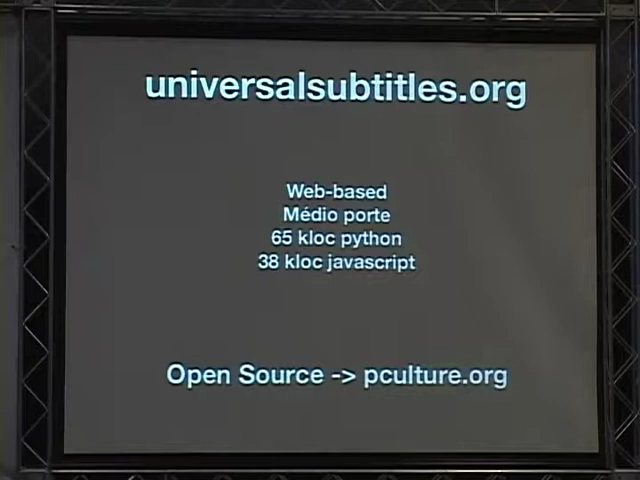 universalsubtitles.org
Web-based
Médio porte
65 kloc python
38 kloc javascript
Open Source -> pculture.org